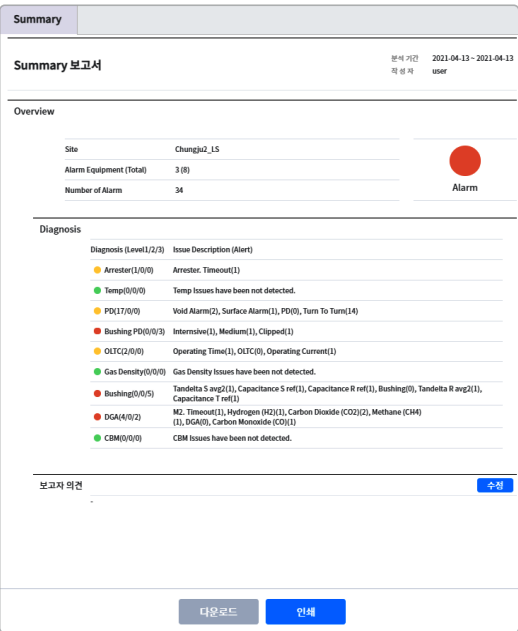 Summary
Summary 보고서
분석 기간 2021-04-13 ~ 2021-04-13
작 성 자 user
Overview
Site Chungju2_LS
Alarm Equipment (Total) 3 (8)
Number of Alarm 34
Alarm
Diagnosis
Diagnosis (Level1/2/3) Issue Description (Alert)
Arrester(1/0/0) Arrester. Timeout(1)
Temp(0/0/0) Temp Issues have been not detected.
PD(17/0/0) Void Alarm(2), Surface Alarm(1), PD(0), Turn To Turn(14)
Bushing PD(0/0/3) Internsive(1), Medium(1), Clipped(1)
OLTC(2/0/0) Operating Time(1), OLTC(0), Operating Current(1)
Gas Density(0/0/0) Gas Density Issues have been not detected.
Bushing(0/0/5) Tandelta S avg2(1), Capacitance S ref(1), Capacitance R ref(1), Bushing(0), Tandelta R avg2(1),
Capacitance T ref(1)
DGA(4/0/2) M2. Timeout(1), Hydrogen (H2)(1), Carbon Dioxide (CO2)(2), Methane (CH4)
(1), DGA(0), Carbon Monoxide (CO)(1)
CBM(0/0/0) CBM Issues have been not detected.
보고자 의견 수정
-
다운로드 인쇄